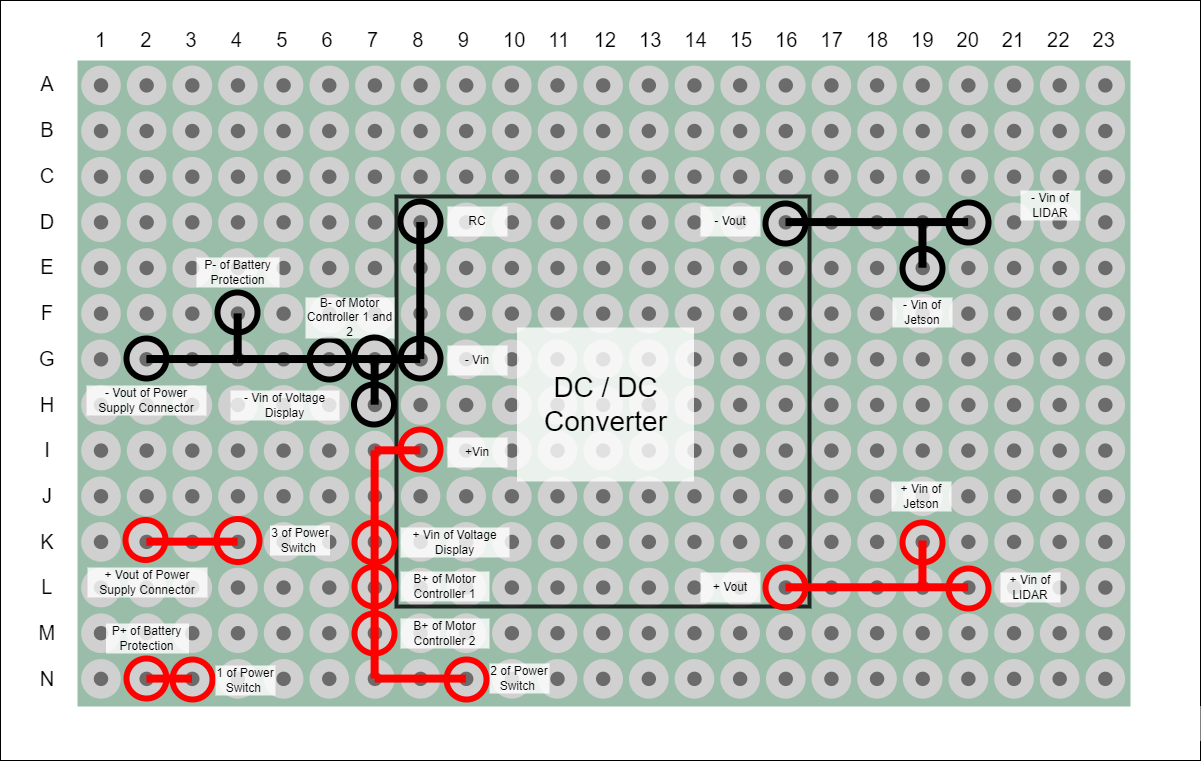 1 2 3 4 5 6 7 8 9 10 11 12 13 14 15 16 17 18 19 20 21 22 23
A
B
C
D
E
F
G
H
I
J
K
L
M
N
RC
- Vout
- Vin of
LIDAR
P- of Battery
Protection
B- of Motor
Controller 1 and
2
- Vin of
Jetson
- Vin
DC / DC
Converter
- Vout of Power
Supply Connector
- Vin of Voltage
Display
+Vin
+ Vin of
Jetson
3 of Power
Switch
+ Vin of Voltage
Display
+ Vout of Power
Supply Connector
B+ of Motor
Controller 1
+ Vout
+ Vin of
LIDAR
P+ of Battery
Protection
B+ of Motor
Controller 2
1 of Power
Switch
2 of Power
Switch